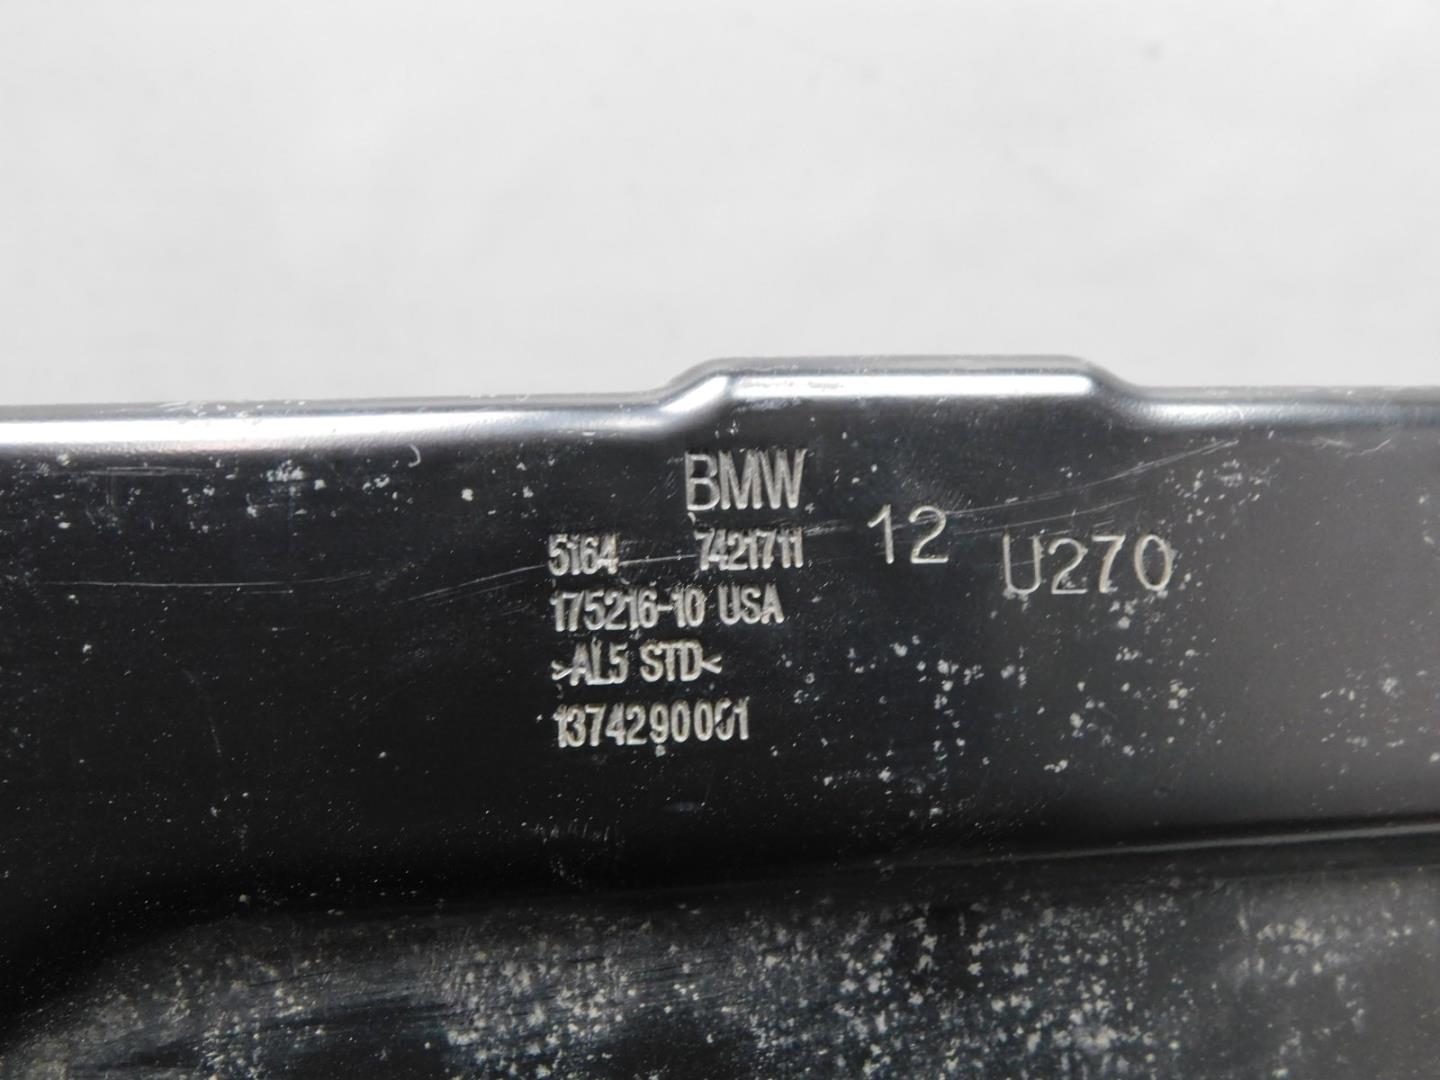 BMW
5164 7421711 12 U270
175216-10 USA
>AL5 STD<
1374290001